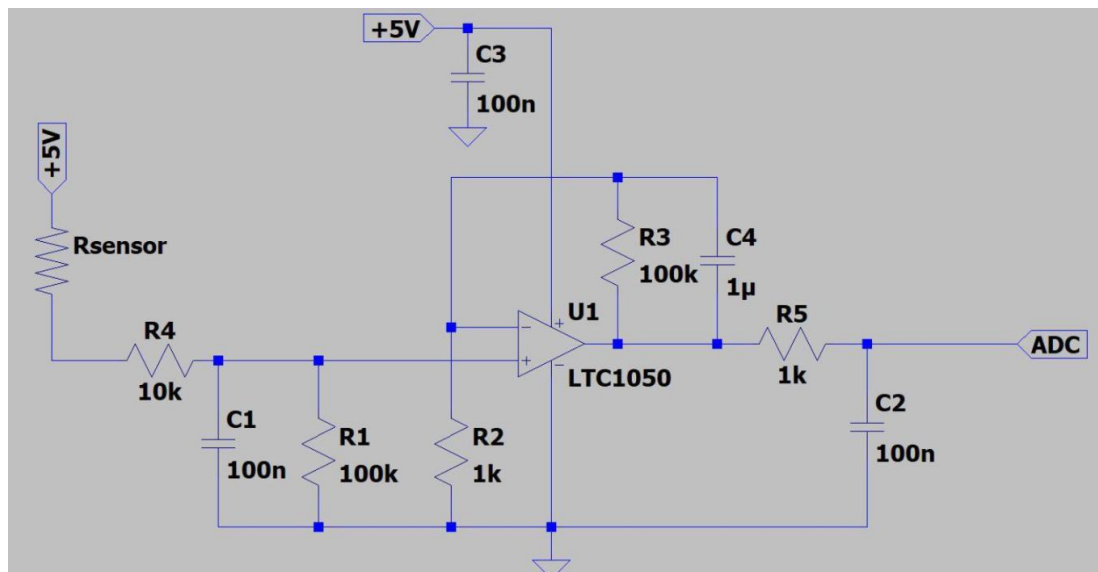 +5V
C3
100n
+5V
Rsensor
R3
100k
C4
1µ
U1
R5
1k
ADC
R4
10k
LTC1050
C1
100n
R1
100k
R2
1k
C2
100n